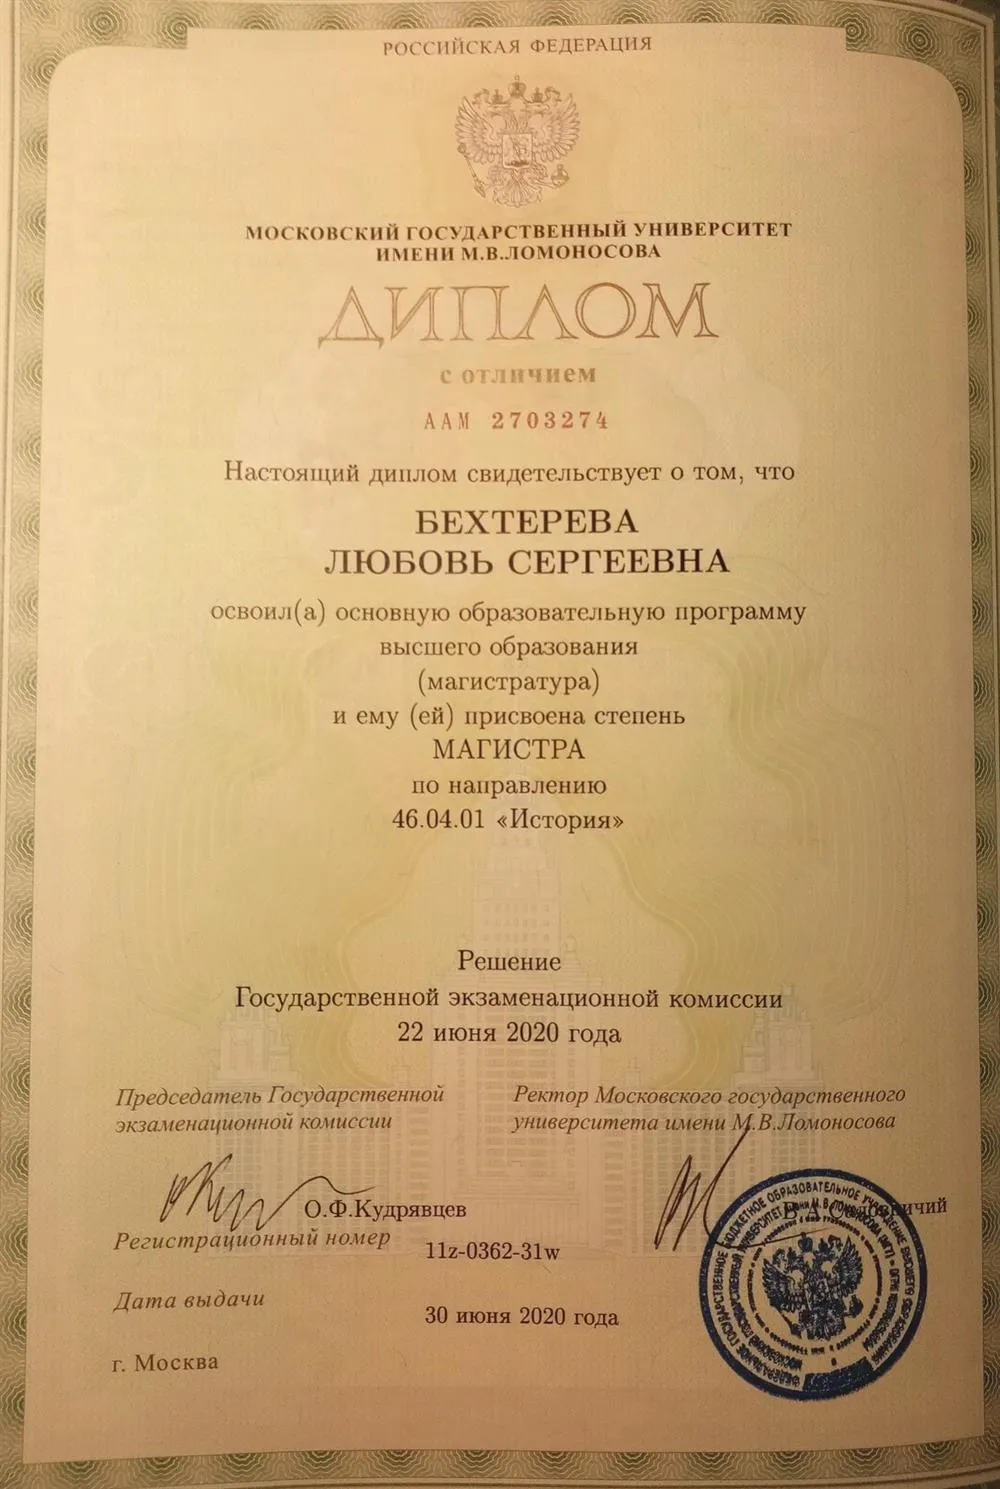 РОССИЙСКАЯ ФЕДЕРАЦИЯ
МОСКОВСКИЙ ГОСУДАРСТВЕННЫЙ УНИВЕРСИТЕТ
ИМЕНИ М.В.ЛОМОНОСОВА
ДИПЛОМ
с отличием
ААМ 2703274
Настоящий диплом свидетельствует о том, что
БЕХТЕРЕВА
ЛЮБОВЬ СЕРГЕЕВНА
освоил(а) основную образовательную программу
высшего образования
(магистратура)
и ему (ей) присвоена степень
МАГИСТРА
по направлению
46.04.01 «История»
Решение
Государственной экзаменационной комиссии
22 июня 2020 года
Председатель Государственной
экзаменационной комиссии
Ректор Московского государственного
университета имени М.В.Ломоносова
О.Ф.Кудрявцев
В.А.Садовничий
Регистрационный номер
11z-0362-31w
Дата выдачи
30 июня 2020 года
г. Москва